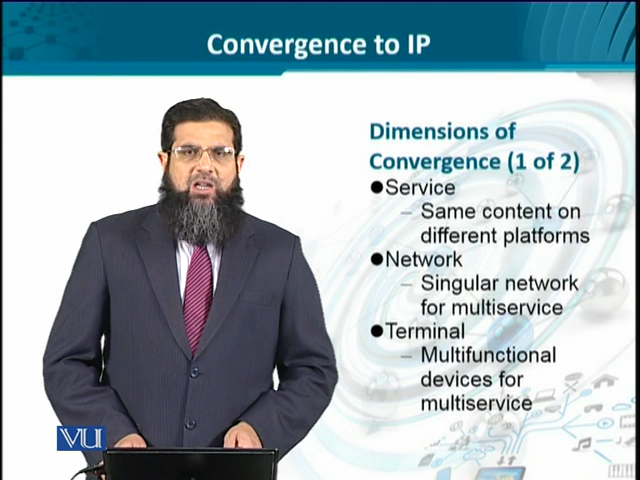 Convergence to IP
Dimensions of
Convergence (1 of 2)
●Service
– Same content on
different platforms
●Network
– Singular network
for multiservice
●Terminal
– Multifunctional
devices for
multiservice
VU